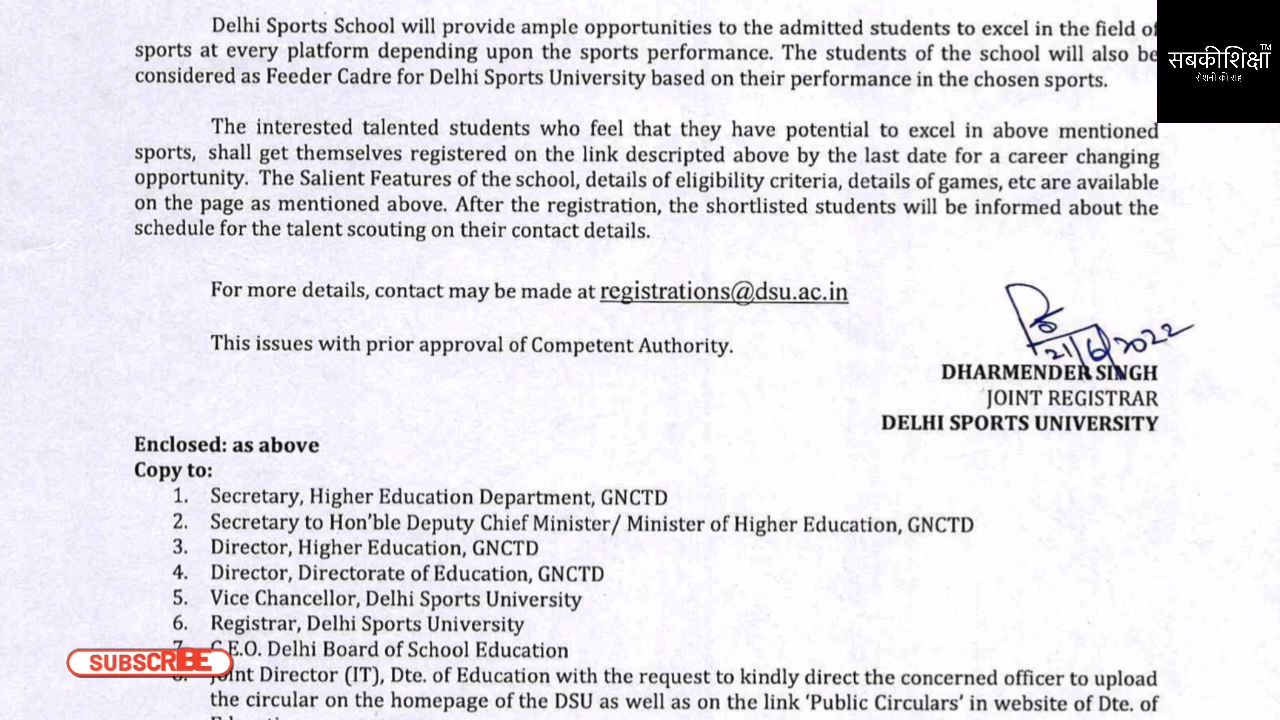 Delhi Sports School will provide ample opportunities to the admitted students to excel in the field of
sports at every platform depending upon the sports performance. The students of the school will also be
considered as Feeder Cadre for Delhi Sports University based on their performance in the chosen sports.
सबकीशिक्षा TM
रोशनी की राह
The interested talented students who feel that they have potential to excel in above mentioned
sports, shall get themselves registered on the link descripted above by the last date for a career changing
opportunity. The Salient Features of the school, details of eligibility criteria, details of games, etc are available
on the page as mentioned above. After the registration, the shortlisted students will be informed about the
schedule for the talent scouting on their contact details.
For more details, contact may be made at registrations@dsu.ac.in
This issues with prior approval of Competent Authority.
21/6/2022
DHARMENDER SINGH
JOINT REGISTRAR
DELHI SPORTS UNIVERSITY
Enclosed: as above
Copy to:
1. Secretary, Higher Education Department, GNCTD
2. Secretary to Hon'ble Deputy Chief Minister/ Minister of Higher Education, GNCTD
3. Director, Higher Education, GNCTD
4. Director, Directorate of Education, GNCTD
5. Vice Chancellor, Delhi Sports University
6. Registrar, Delhi Sports University
7. C.E.O. Delhi Board of School Education
SUBSCRIBE
8. Joint Director (IT), Dte. of Education with the request to kindly direct the concerned officer to upload
the circular on the homepage of the DSU as well as on the link 'Public Circulars' in website of Dte. of